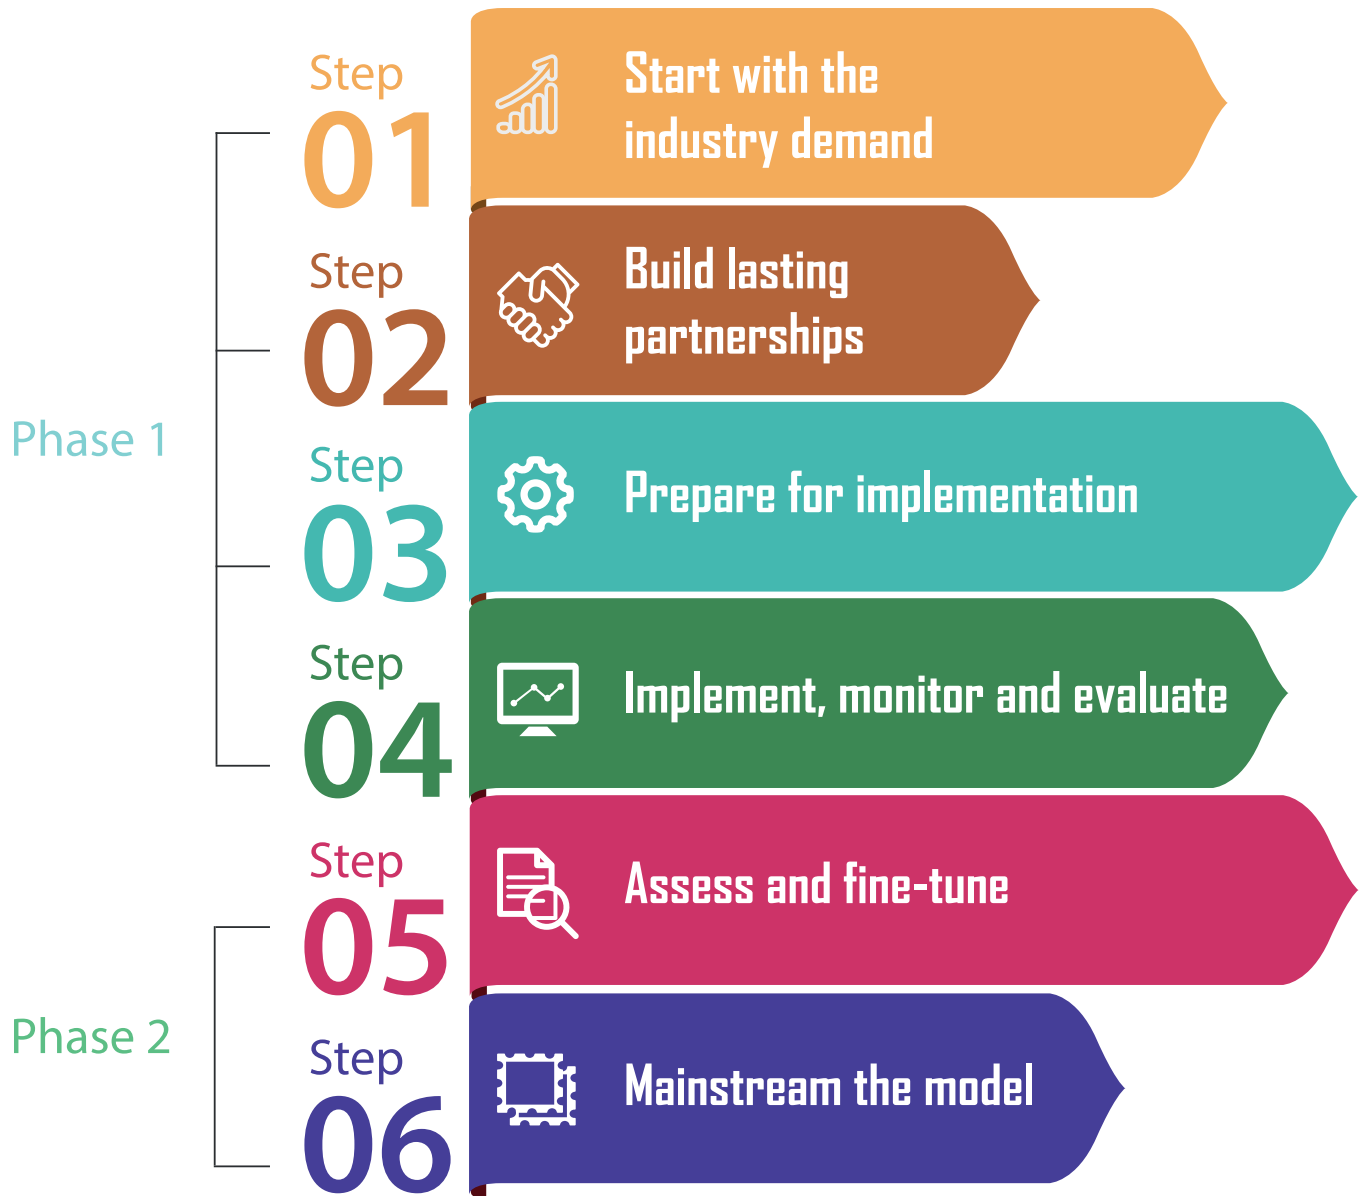 Step
01
Start with the
industry demand
Step
02
Build lasting
partnerships
Phase 1
Step
03
Prepare for implementation
Step
04
Implement, monitor and evaluate
Step
05
Assess and fine-tune
Phase 2
Step
06
Mainstream the model